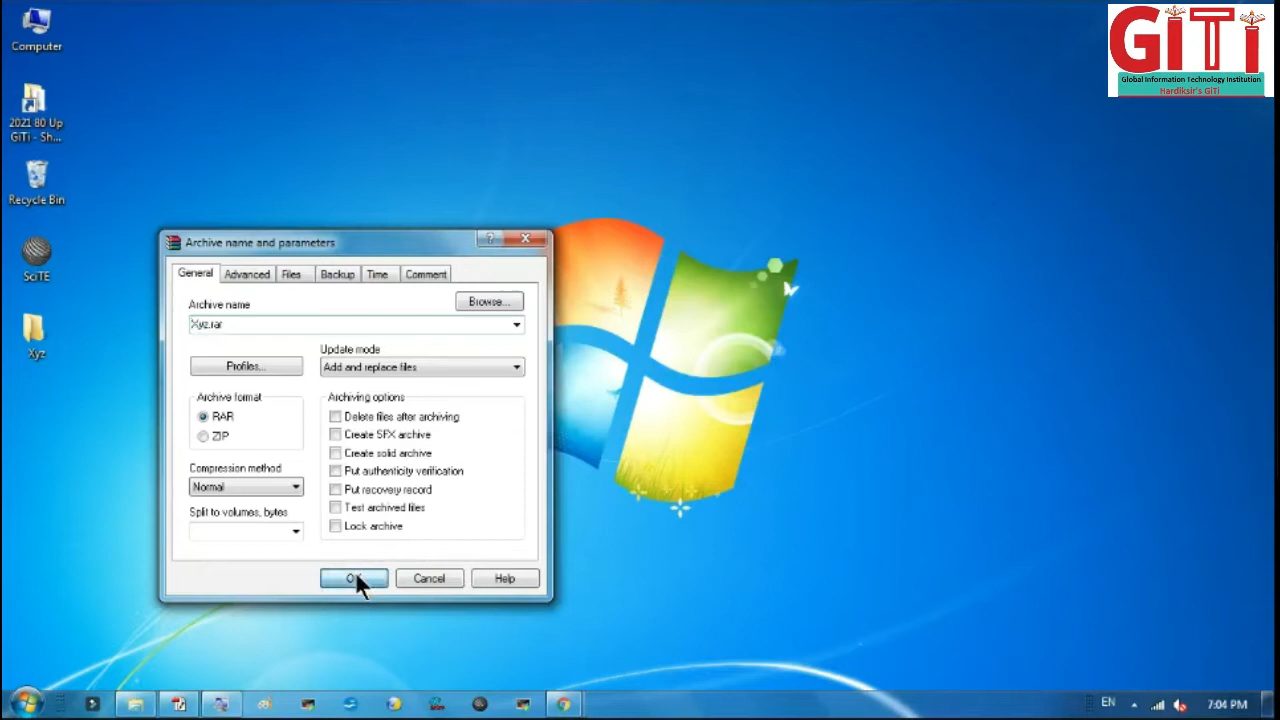 Computer
2021 80 Up
GiTi - Sh...
Recycle Bin
SciTE
Xyz
GiTi
Global Information Technology Institution
Hardiksir's GiTi
Archive name and parameters
General Advanced Files Backup Time Comment
Archive name
Browse...
Xyz.rar
Update mode
Profiles...
Add and replace files
Archive format
RAR
ZIP
Compression method
Normal
Split to volumes, bytes
Archiving options
Delete files after archiving
Create SFX archive
Create solid archive
Put authenticity verification
Put recovery record
Test archived files
Lock archive
OK Cancel Help
EN 7:04 PM